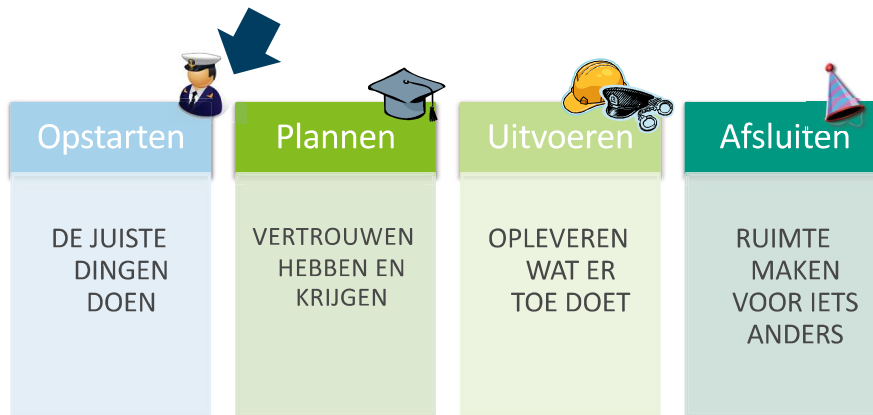 Opstarten
DE JUISTE
DINGEN
DOEN
Plannen
VERTROUWEN
HEBBEN EN
KRIJGEN
Uitvoeren
OPLEVEREN
WAT ER
TOE DOET
Afsluiten
RUIMTE
MAKEN
VOOR IETS
ANDERS